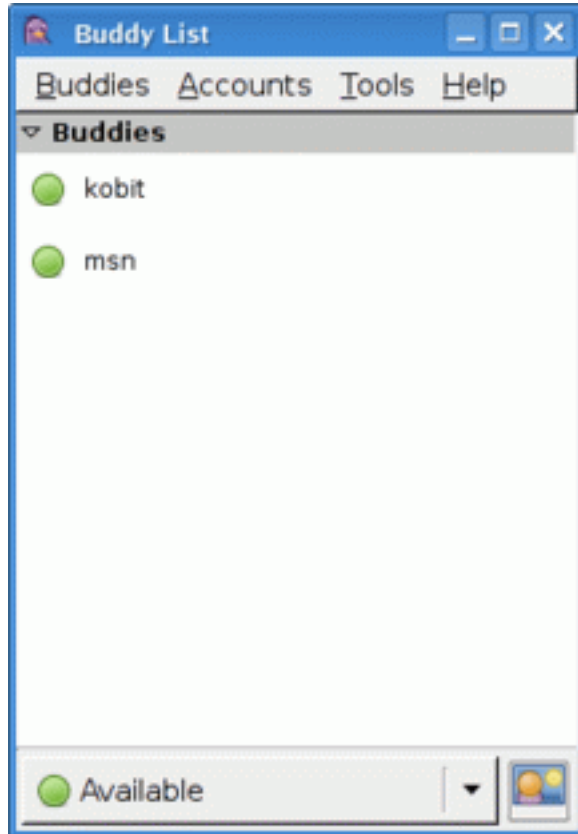 Buddy List
Buddies Accounts Tools Help
Buddies
kobit
msn
Available